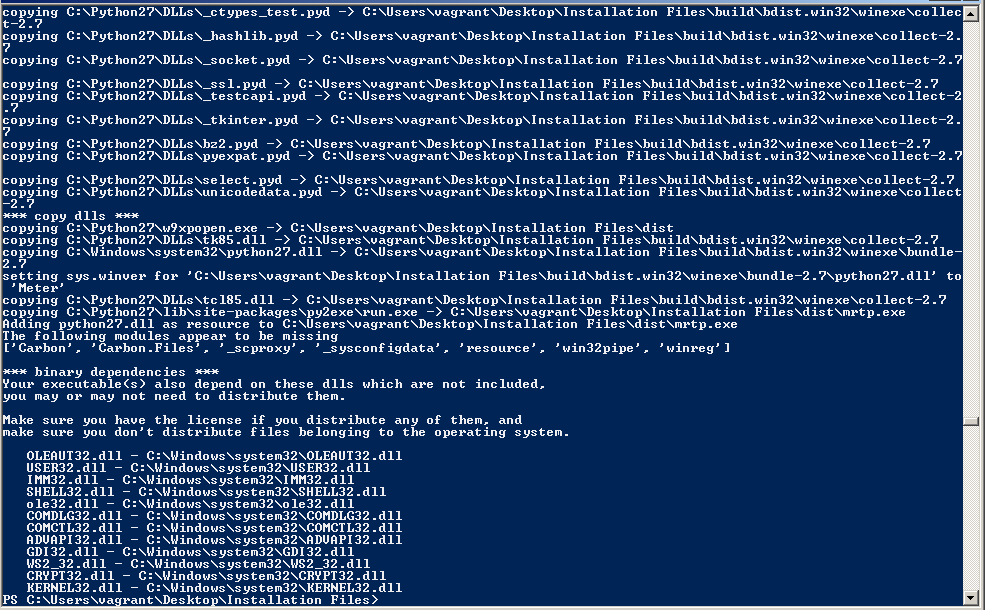 copying C:\Python27\DLLs\_ctypes_test.pyd -> C:\Users\vagrant\Desktop\Installation Files\build\bdist.win32\winexe\collec
t-2.7
copying C:\Python27\DLLs\_hashlib.pyd -> C:\Users\vagrant\Desktop\Installation Files\build\bdist.win32\winexe\collect-2.
7
copying C:\Python27\DLLs\_socket.pyd -> C:\Users\vagrant\Desktop\Installation Files\build\bdist.win32\winexe\collect-2.7
copying C:\Python27\DLLs\_ssl.pyd -> C:\Users\vagrant\Desktop\Installation Files\build\bdist.win32\winexe\collect-2.7
copying C:\Python27\DLLs\_testcapi.pyd -> C:\Users\vagrant\Desktop\Installation Files\build\bdist.win32\winexe\collect-2
.7
copying C:\Python27\DLLs\_tkinter.pyd -> C:\Users\vagrant\Desktop\Installation Files\build\bdist.win32\winexe\collect-2.
7
copying C:\Python27\DLLs\bz2.pyd -> C:\Users\vagrant\Desktop\Installation Files\build\bdist.win32\winexe\collect-2.7
copying C:\Python27\DLLs\pyexpat.pyd -> C:\Users\vagrant\Desktop\Installation Files\build\bdist.win32\winexe\collect-2.7
copying C:\Python27\DLLs\select.pyd -> C:\Users\vagrant\Desktop\Installation Files\build\bdist.win32\winexe\collect-2.7
copying C:\Python27\DLLs\unicodedata.pyd -> C:\Users\vagrant\Desktop\Installation Files\build\bdist.win32\winexe\collect
-2.7
*** copy dlls ***
copying C:\Python27\w9xpopen.exe -> C:\Users\vagrant\Desktop\Installation Files\dist
copying C:\Python27\DLLs\tk85.dll -> C:\Users\vagrant\Desktop\Installation Files\build\bdist.win32\winexe\collect-2.7
copying C:\Windows\system32\python27.dll -> C:\Users\vagrant\Desktop\Installation Files\build\bdist.win32\winexe\bundle-
2.7
setting sys.winver for 'C:\Users\vagrant\Desktop\Installation Files\build\bdist.win32\winexe\bundle-2.7\python27.dll' to
 'Meter'
copying C:\Python27\DLLs\tcl85.dll -> C:\Users\vagrant\Desktop\Installation Files\build\bdist.win32\winexe\collect-2.7
copying C:\Python27\lib\site-packages\py2exe\run.exe -> C:\Users\vagrant\Desktop\Installation Files\dist\mrtp.exe
Adding python27.dll as resource to C:\Users\vagrant\Desktop\Installation Files\dist\mrtp.exe
The following modules appear to be missing
['Carbon', 'Carbon.Files', '_scproxy', '_sysconfigdata', 'resource', 'win32pipe', 'winreg']
*** binary dependencies ***
Your executable(s) also depend on these dlls which are not included,
you may or may not need to distribute them.
Make sure you have the license if you distribute any of them, and
make sure you don't distribute files belonging to the operating system.
OLEAUT32.dll - C:\Windows\system32\OLEAUT32.dll
USER32.dll - C:\Windows\system32\USER32.dll
IMM32.dll - C:\Windows\system32\IMM32.dll
SHELL32.dll - C:\Windows\system32\SHELL32.dll
ole32.dll - C:\Windows\system32\ole32.dll
COMDLG32.dll - C:\Windows\system32\COMDLG32.dll
COMCTL32.dll - C:\Windows\system32\COMCTL32.dll
ADVAPI32.dll - C:\Windows\system32\ADVAPI32.dll
GDI32.dll - C:\Windows\system32\GDI32.dll
WS2_32.dll - C:\Windows\system32\WS2_32.dll
CRYPT32.dll - C:\Windows\system32\CRYPT32.dll
KERNEL32.dll - C:\Windows\system32\KERNEL32.dll
PS C:\Users\vagrant\Desktop\Installation Files>